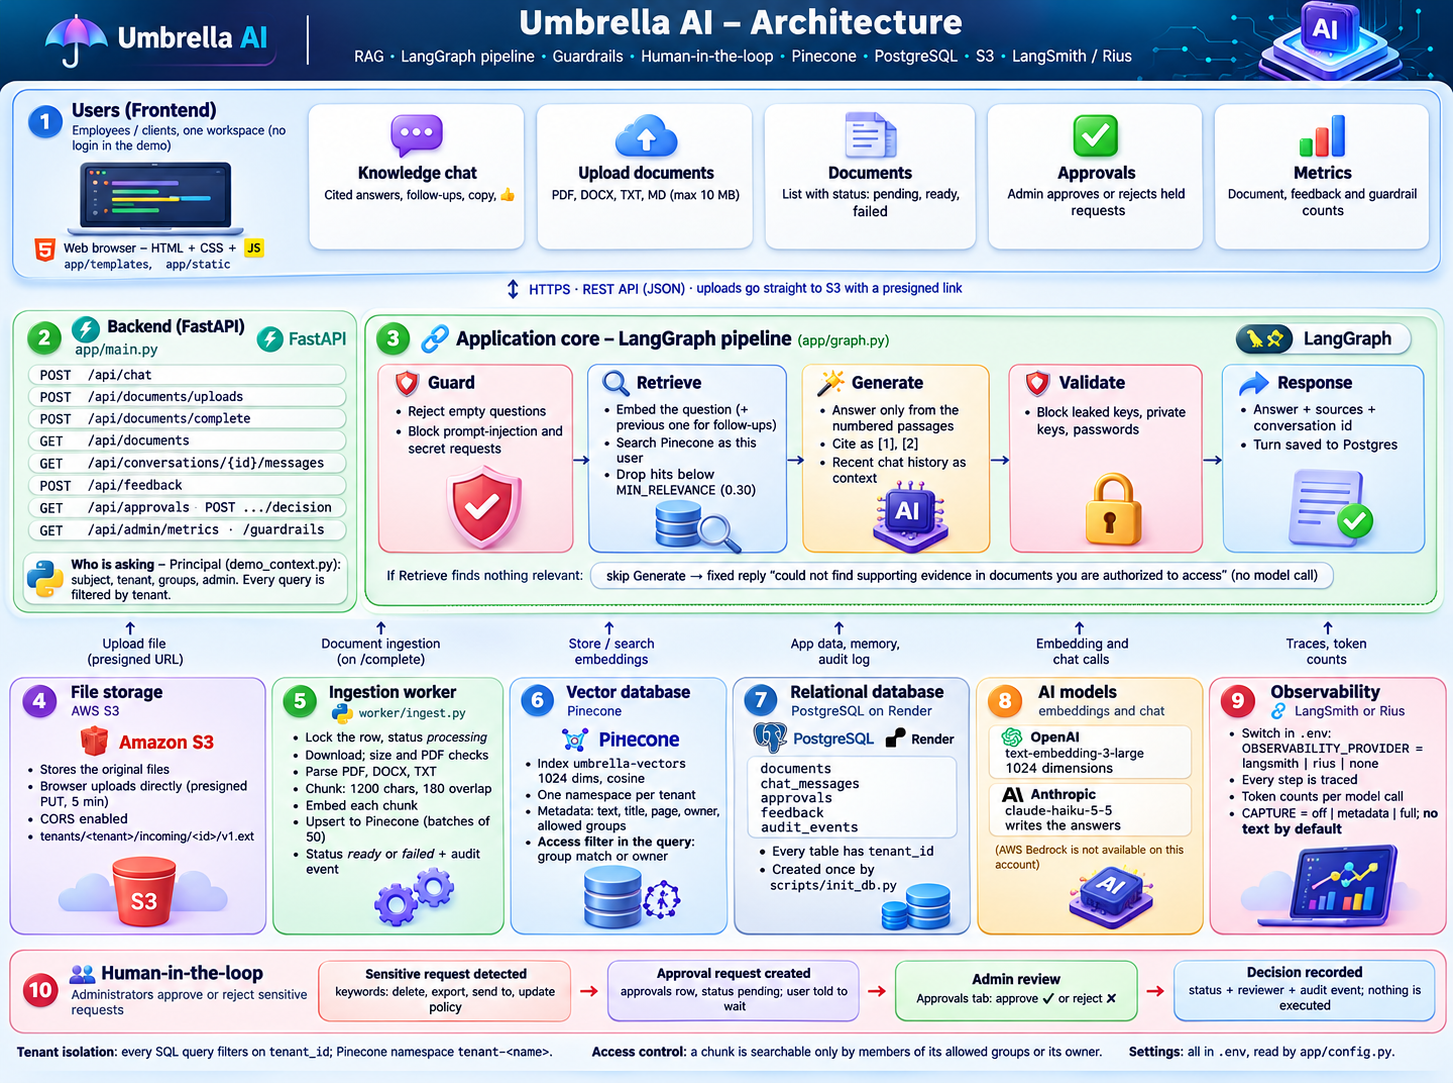 Umbrella AI
Umbrella AI – Architecture
RAG · LangGraph pipeline · Guardrails · Human-in-the-loop · Pinecone · PostgreSQL · S3 · LangSmith / Rius
AI
1
Users (Frontend)
Employees / clients, one workspace (no
login in the demo)
5
Web browser – HTML + CSS +
JS
app/templates, app/static
Knowledge chat
Cited answers, follow-ups, copy, 👍
Upload documents
PDF, DOCX, TXT, MD (max 10 MB)
Documents
List with status: pending, ready,
failed
Approvals
Admin approves or rejects held
requests
Metrics
Document, feedback and guardrail
counts
↕ HTTPS · REST API (JSON) · uploads go straight to S3 with a presigned link
2
Backend (FastAPI)
app/main.py
FastAPI
POST /api/chat
POST /api/documents/uploads
POST /api/documents/complete
GET /api/documents
GET /api/conversations/{id}/messages
POST /api/feedback
GET /api/approvals · POST .../decision
GET /api/admin/metrics · /guardrails
Who is asking – Principal (demo_context.py):
subject, tenant, groups, admin. Every query is
filtered by tenant.
3
Application core – LangGraph pipeline (app/graph.py)
LangGraph
Guard
• Reject empty questions
• Block prompt-injection and
secret requests
Retrieve
• Embed the question (+
previous one for follow-ups)
• Search Pinecone as this
user
• Drop hits below
MIN_RELEVANCE (0.30)
Generate
• Answer only from the
numbered passages
• Cite as [1], [2]
• Recent chat history as
context
AI
Validate
• Block leaked keys, private
keys, passwords
Response
• Answer + sources +
conversation id
• Turn saved to Postgres
If Retrieve finds nothing relevant:
skip Generate → fixed reply “could not find supporting evidence in documents you are authorized to access” (no model call)
↑
Upload file
(presigned URL)
↑
Document ingestion
(on /complete)
↑
Store / search
embeddings
↑
App data, memory,
audit log
↑
Embedding and
chat calls
↑
Traces, token
counts
4
File storage
AWS S3
Amazon S3
• Stores the original files
• Browser uploads directly (presigned
PUT, 5 min)
• CORS enabled
• tenants/<tenant>/incoming/<id>/v1.ext
S3
5
Ingestion worker
worker/ingest.py
• Lock the row, status processing
• Download; size and PDF checks
• Parse PDF, DOCX, TXT
• Chunk: 1200 chars, 180 overlap
• Embed each chunk
• Upsert to Pinecone (batches of
50)
• Status ready or failed + audit
event
6
Vector database
Pinecone
Pinecone
• Index umbrella-vectors
1024 dims, cosine
• One namespace per tenant
• Metadata: text, title, page, owner,
allowed groups
• Access filter in the query:
group match or owner
7
Relational database
PostgreSQL on Render
PostgreSQL
Render
documents
chat_messages
approvals
feedback
audit_events
• Every table has tenant_id
• Created once by
scripts/init_db.py
8
AI models
embeddings and chat
OpenAI
text-embedding-3-large
1024 dimensions
AI Anthropic
claude-haiku-5-5
writes the answers
(AWS Bedrock is not available on this
account)
AI
9
Observability
LangSmith or Rius
• Switch in .env:
OBSERVABILITY_PROVIDER =
langsmith | rius | none
• Every step is traced
• Token counts per model call
• CAPTURE = off | metadata | full; no
text by default
10
Human-in-the-loop
Administrators approve or reject sensitive
requests
Sensitive request detected
keywords: delete, export, send to, update
policy
→
Approval request created
approvals row, status pending; user told to
wait
→
Admin review
Approvals tab: approve ✓ or reject ✗
→
Decision recorded
status + reviewer + audit event; nothing is
executed
Tenant isolation: every SQL query filters on tenant_id; Pinecone namespace tenant-<name>.
Access control: a chunk is searchable only by members of its allowed groups or its owner.
Settings: all in .env, read by app/config.py.